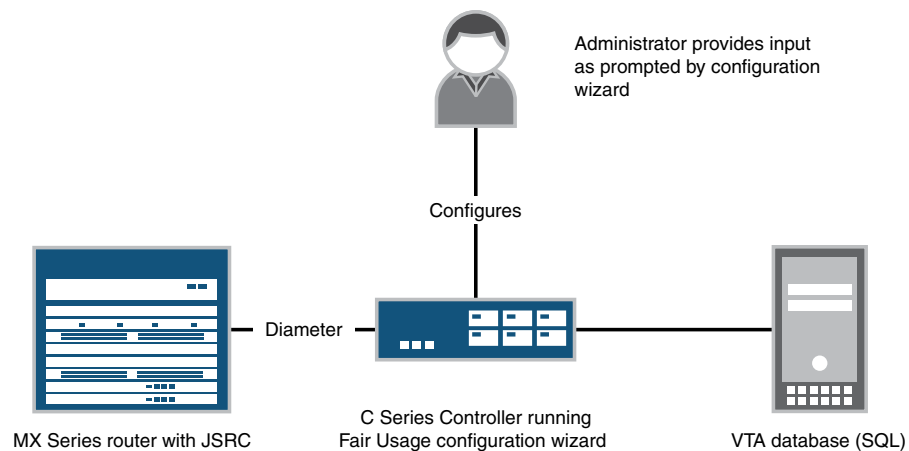 Administrator provides input
as prompted by configuration
wizard
Configures
Diameter
MX Series router with JSRC
C Series Controller running
Fair Usage configuration wizard
VTA database (SQL)